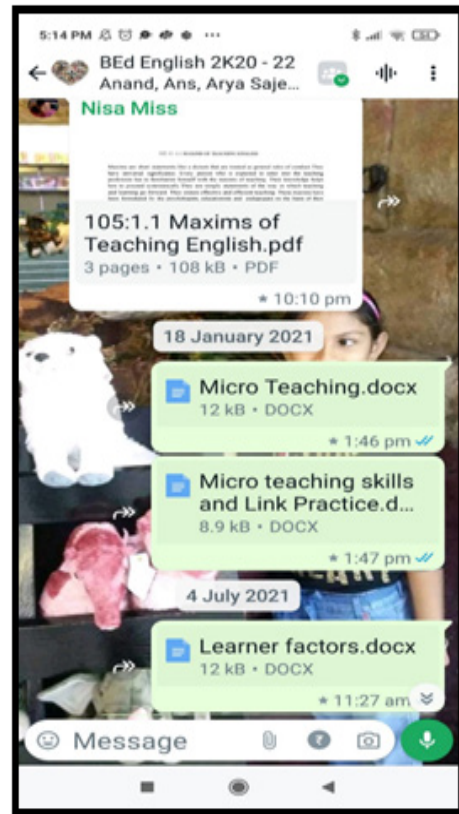 5:14 PM
BEd English 2K20 - 22
Anand, Ans, Arya Saje...
Nisa Miss
105:1.1 Maxims of
Teaching English.pdf
3 pages • 108 kB • PDF
★ 10:10 pm
18 January 2021
Micro Teaching.docx
12 kB • DOCX
★ 1:46 pm
Micro teaching skills
and Link Practice.d...
8.9 kB • DOCX
★ 1:47 pm
4 July 2021
Learner factors.docx
12 kB • DOCX
★ 11:27 am
Message